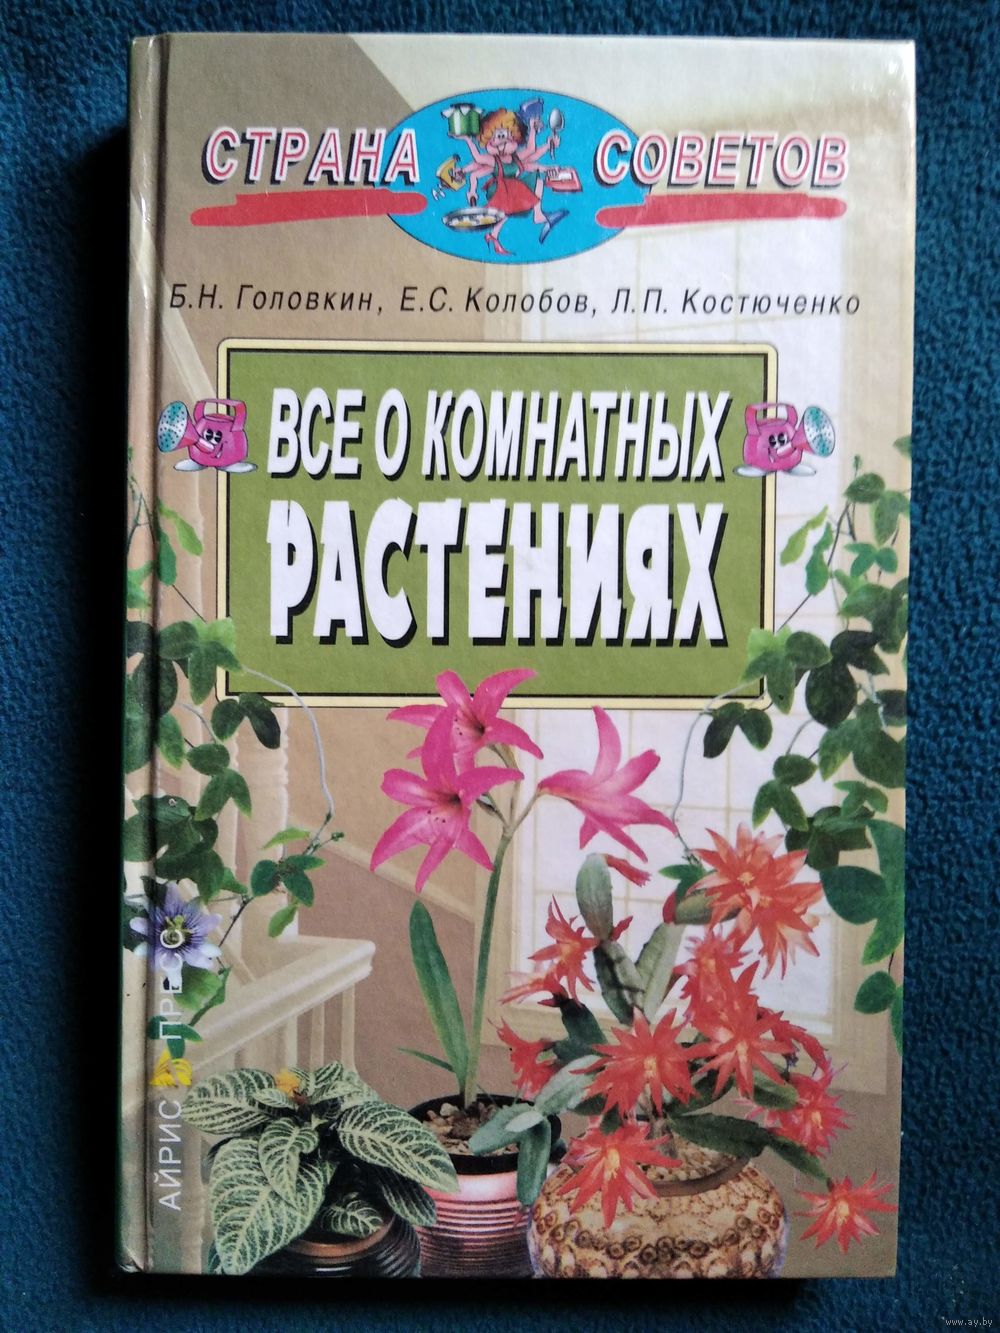 СТРАНА СОВЕТОВ
Б.Н. Головкин, Е.С. Колобов, Л.П. Костюченко
ВСЕ О КОМНАТНЫХ
РАСТЕНИЯХ
АЙРИС ПРЕСС
www.ay.by